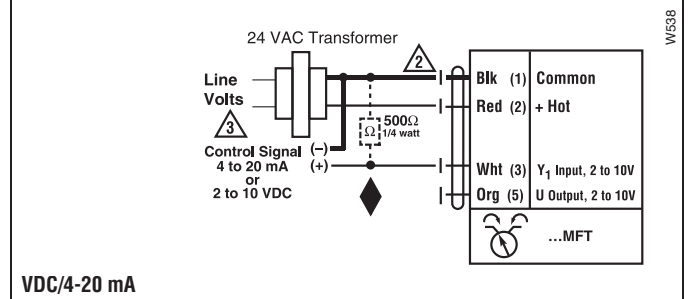 W538
24 VAC Transformer
Line
Volts
3
2
Blk (1) Common
Red (2) + Hot
Ω 500Ω
1/4 watt
Control Signal (–)
4 to 20 mA (+)
or
2 to 10 VDC
Wht (3) Y₁ Input, 2 to 10V
Org (5) U Output, 2 to 10V
...MFT
VDC/4-20 mA